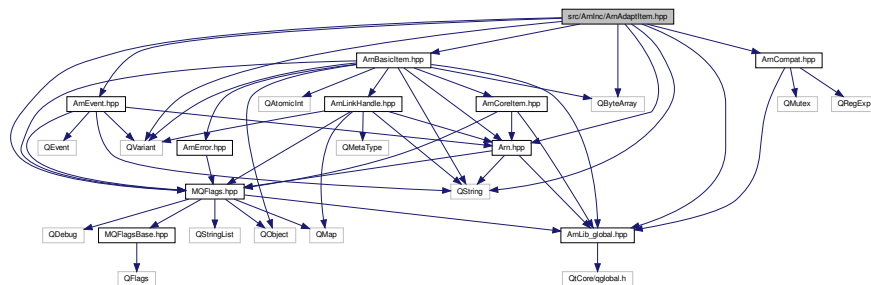 src/ArnInc/ArnAdaptItem.hpp
ArnBasicItem.hpp
ArnCompat.hpp
ArnEvent.hpp
QAtomicInt
ArnLinkHandle.hpp
ArnCoreItem.hpp
QByteArray
QMutex
QRegExp
QEvent
QVariant
ArnError.hpp
QMetaType
Arn.hpp
MQFlags.hpp
QString
QDebug
MQFlagsBase.hpp
QStringList
QObject
QMap
ArnLib_global.hpp
QFlags
QtCore/qglobal.h